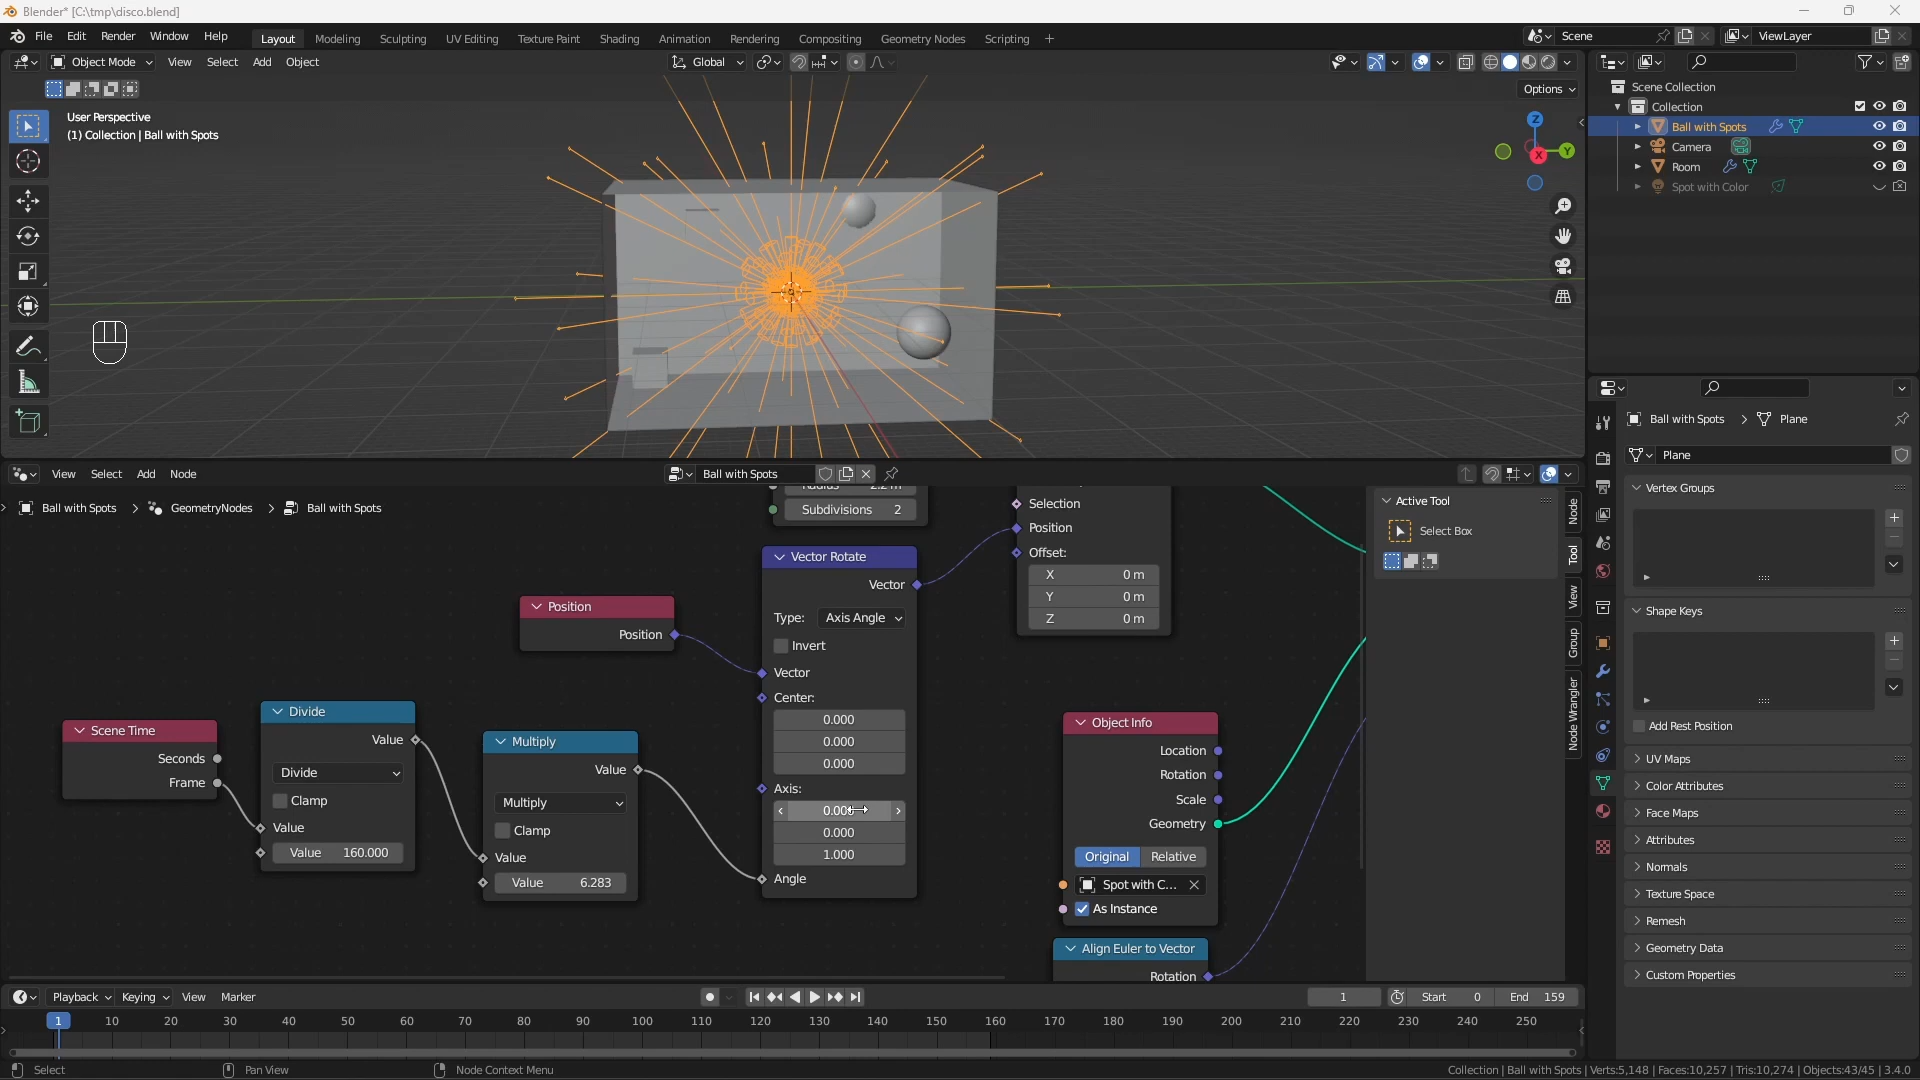 Blender* [C:\tmp\disco.blend]
File Edit Render Window Help Layout Modeling Sculpting UV Editing Texture Paint Shading Animation Rendering Compositing Geometry Nodes Scripting + Scene ViewLayer
Object Mode View Select Add Object Global
Options
User Perspective
(1) Collection | Ball with Spots
Z
Y
X
Scene Collection
Collection
Ball with Spots
Camera
Room
Spot with Color
Ball with Spots > Plane
Plane
Vertex Groups
Shape Keys
Add Rest Position
UV Maps
Color Attributes
Face Maps
Attributes
Normals
Texture Space
Remesh
Geometry Data
Custom Properties
View Select Add Node Ball with Spots
Ball with Spots > GeometryNodes > Ball with Spots
Active Tool
Select Box
Node
Tool
View
Group
Node Wrangler
Radius 2.2 m
Subdivisions 2
Selection
Position
Offset:
X 0 m
Y 0 m
Z 0 m
Vector Rotate
Vector
Type: Axis Angle
Invert
Vector
Center:
0.000
0.000
0.000
Axis:
0.000
0.000
1.000
Angle
Position
Position
Scene Time
Seconds
Frame
Divide
Value
Divide
Clamp
Value
Value 160.000
Multiply
Value
Multiply
Clamp
Value
Value 6.283
Object Info
Location
Rotation
Scale
Geometry
Original Relative
Spot with C...
As Instance
Align Euler to Vector
Rotation
Playback Keying View Marker 1 Start 0 End 159
1 10 20 30 40 50 60 70 80 90 100 110 120 130 140 150 160 170 180 190 200 210 220 230 240 250
Select Pan View Node Context Menu Collection | Ball with Spots | Verts:5,148 | Faces:10,257 | Tris:10,274 | Objects:43/45 | 3.4.0